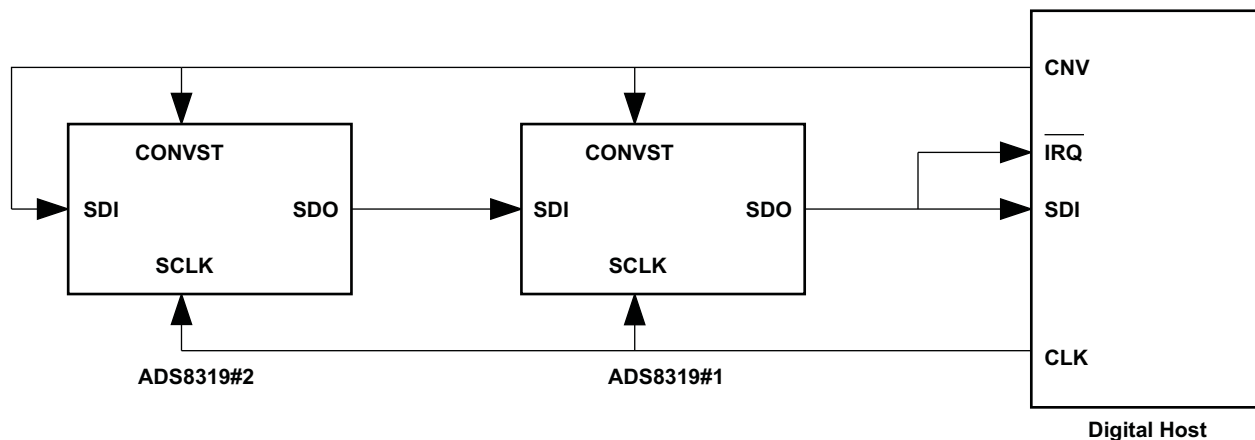 CNV
CONVST
CONVST
IRQ
SDI
SDO
SDI
SDO
SDI
SCLK
SCLK
CLK
ADS8319#2
ADS8319#1
Digital Host